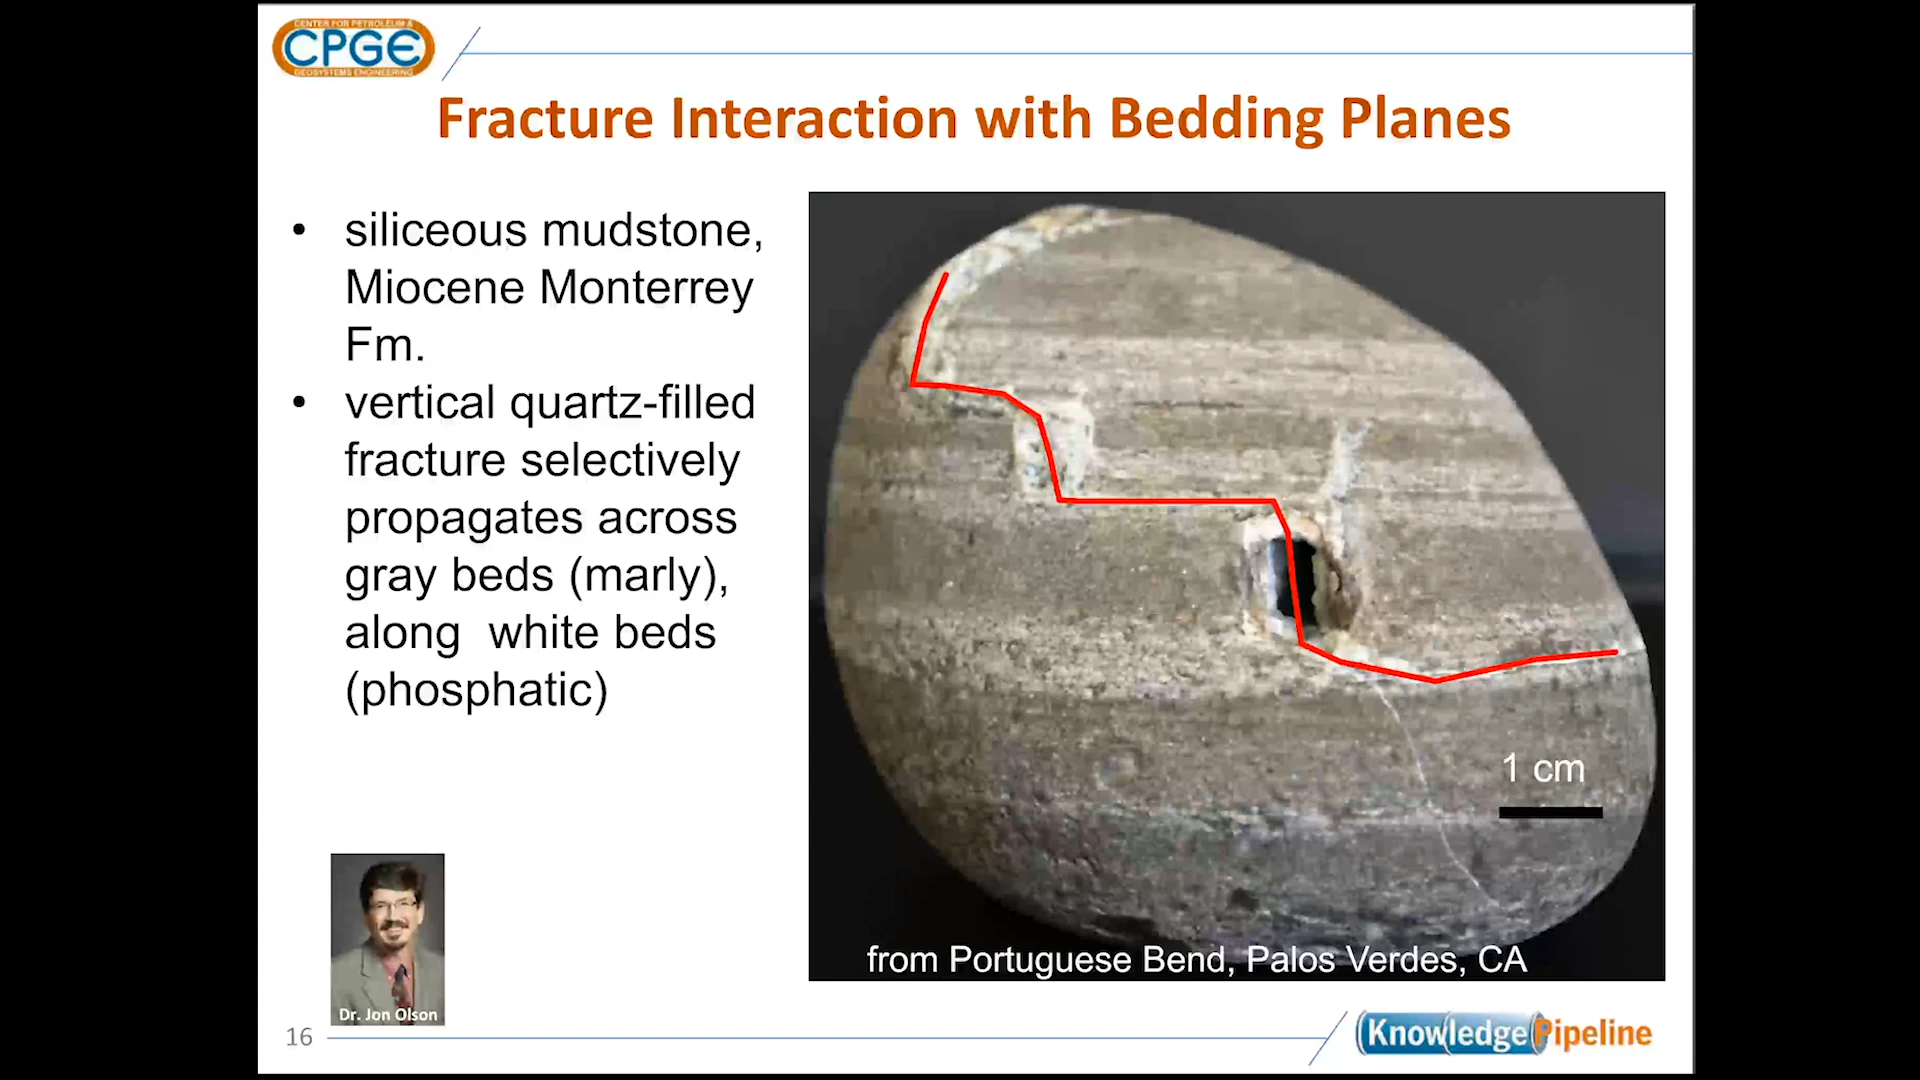 CENTER FOR PETROLEUM &
CPGE
GEOSYSTEMS ENGINEERING
Fracture Interaction with Bedding Planes
• siliceous mudstone,
Miocene Monterrey
Fm.
• vertical quartz-filled
fracture selectively
propagates across
gray beds (marly),
along white beds
(phosphatic)
1 cm
from Portuguese Bend, Palos Verdes, CA
Dr. Jon Olson
16
Knowledge Pipeline